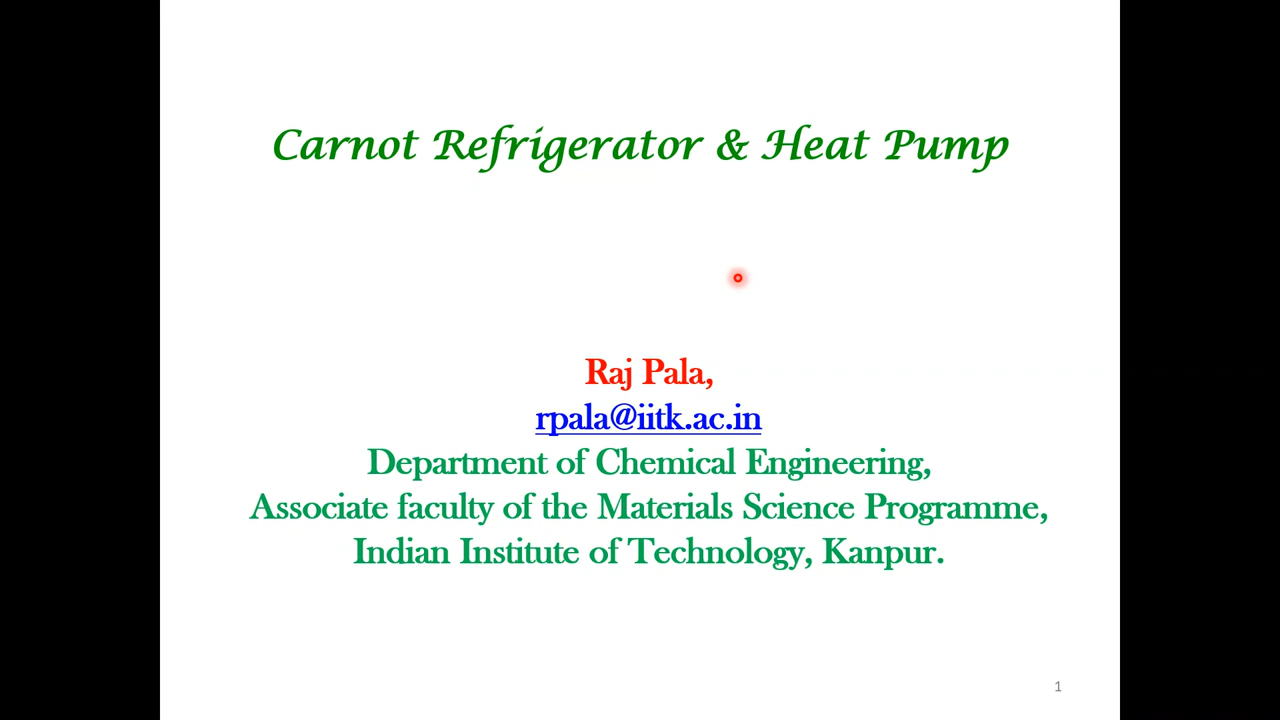 Carnot Refrigerator & Heat Pump
Raj Pala,
rpala@iitk.ac.in
Department of Chemical Engineering,
Associate faculty of the Materials Science Programme,
Indian Institute of Technology, Kanpur.
1